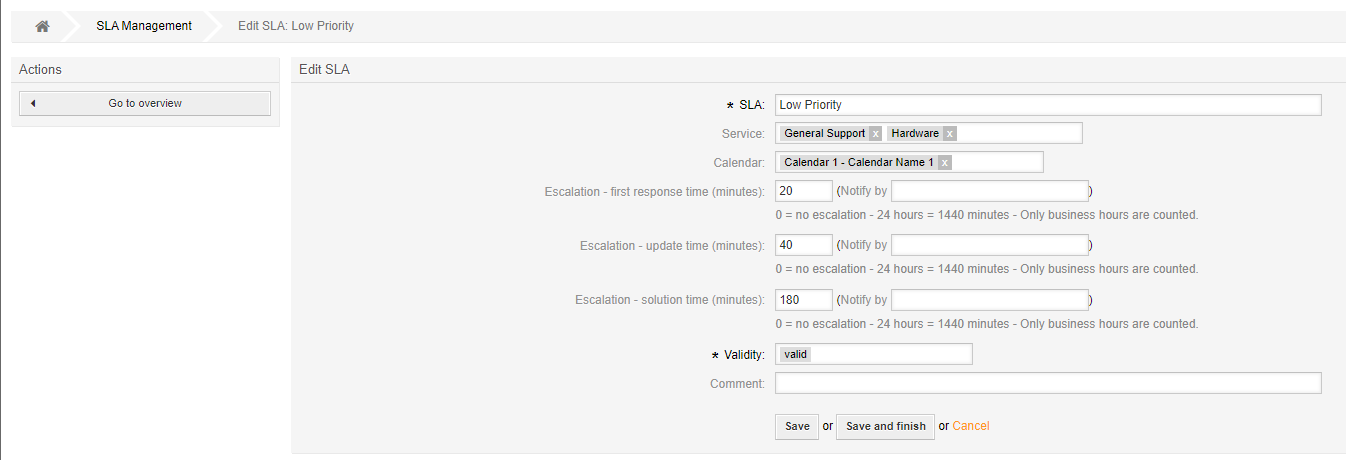 SLA Management Edit SLA: Low Priority
Actions
Go to overview
Edit SLA
* SLA: Low Priority
Service: General Support x Hardware x
Calendar: Calendar 1 - Calendar Name 1 x
Escalation - first response time (minutes): 20 (Notify by )
0 = no escalation - 24 hours = 1440 minutes - Only business hours are counted.
Escalation - update time (minutes): 40 (Notify by )
0 = no escalation - 24 hours = 1440 minutes - Only business hours are counted.
Escalation - solution time (minutes): 180 (Notify by )
0 = no escalation - 24 hours = 1440 minutes - Only business hours are counted.
* Validity: valid
Comment:
Save or Save and finish or Cancel